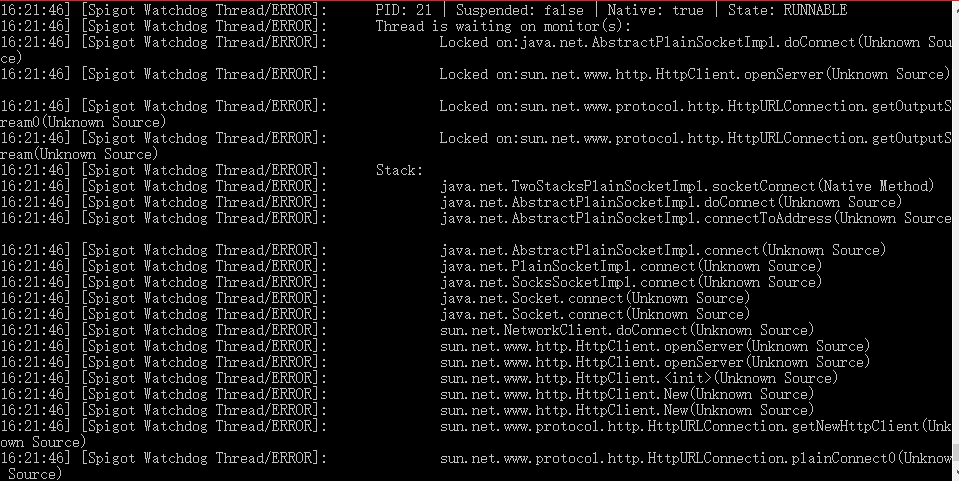 16:21:46] [Spigot Watchdog Thread/ERROR]: PID: 21 | Suspended: false | Native: true | State: RUNNABLE
16:21:46] [Spigot Watchdog Thread/ERROR]: Thread is waiting on monitor(s):
16:21:46] [Spigot Watchdog Thread/ERROR]: Locked on:java.net.AbstractPlainSocketImpl.doConnect(Unknown Sou
ce)
16:21:46] [Spigot Watchdog Thread/ERROR]: Locked on:sun.net.www.http.HttpClient.openServer(Unknown Source)
16:21:46] [Spigot Watchdog Thread/ERROR]: Locked on:sun.net.www.protocol.http.HttpURLConnection.getOutputS
ream0(Unknown Source)
16:21:46] [Spigot Watchdog Thread/ERROR]: Locked on:sun.net.www.protocol.http.HttpURLConnection.getOutputS
ream(Unknown Source)
16:21:46] [Spigot Watchdog Thread/ERROR]: Stack:
16:21:46] [Spigot Watchdog Thread/ERROR]: java.net.TwoStacksPlainSocketImpl.socketConnect(Native Method)
16:21:46] [Spigot Watchdog Thread/ERROR]: java.net.AbstractPlainSocketImpl.doConnect(Unknown Source)
16:21:46] [Spigot Watchdog Thread/ERROR]: java.net.AbstractPlainSocketImpl.connectToAddress(Unknown Source
16:21:46] [Spigot Watchdog Thread/ERROR]: java.net.AbstractPlainSocketImpl.connect(Unknown Source)
16:21:46] [Spigot Watchdog Thread/ERROR]: java.net.PlainSocketImpl.connect(Unknown Source)
16:21:46] [Spigot Watchdog Thread/ERROR]: java.net.SocksSocketImpl.connect(Unknown Source)
16:21:46] [Spigot Watchdog Thread/ERROR]: java.net.Socket.connect(Unknown Source)
16:21:46] [Spigot Watchdog Thread/ERROR]: java.net.Socket.connect(Unknown Source)
16:21:46] [Spigot Watchdog Thread/ERROR]: sun.net.NetworkClient.doConnect(Unknown Source)
16:21:46] [Spigot Watchdog Thread/ERROR]: sun.net.www.http.HttpClient.openServer(Unknown Source)
16:21:46] [Spigot Watchdog Thread/ERROR]: sun.net.www.http.HttpClient.openServer(Unknown Source)
16:21:46] [Spigot Watchdog Thread/ERROR]: sun.net.www.http.HttpClient.<init>(Unknown Source)
16:21:46] [Spigot Watchdog Thread/ERROR]: sun.net.www.http.HttpClient.New(Unknown Source)
16:21:46] [Spigot Watchdog Thread/ERROR]: sun.net.www.http.HttpClient.New(Unknown Source)
16:21:46] [Spigot Watchdog Thread/ERROR]: sun.net.www.protocol.http.HttpURLConnection.getNewHttpClient(Unk
own Source)
16:21:46] [Spigot Watchdog Thread/ERROR]: sun.net.www.protocol.http.HttpURLConnection.plainConnect0(Unknow
Source)